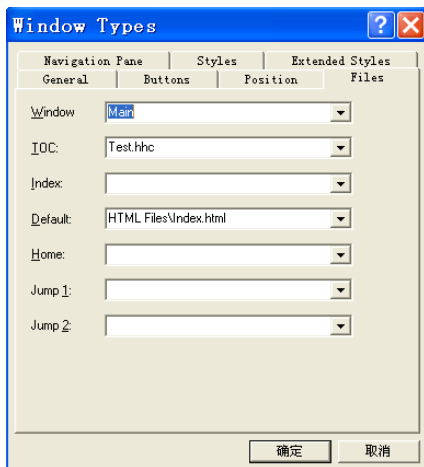 Window Types
Navigation Pane Styles Extended Styles
General Buttons Position Files
Window Main
TOC: Test.hhc
Index:
Default: HTML Files\Index.html
Home:
Jump 1:
Jump 2:
确定 取消